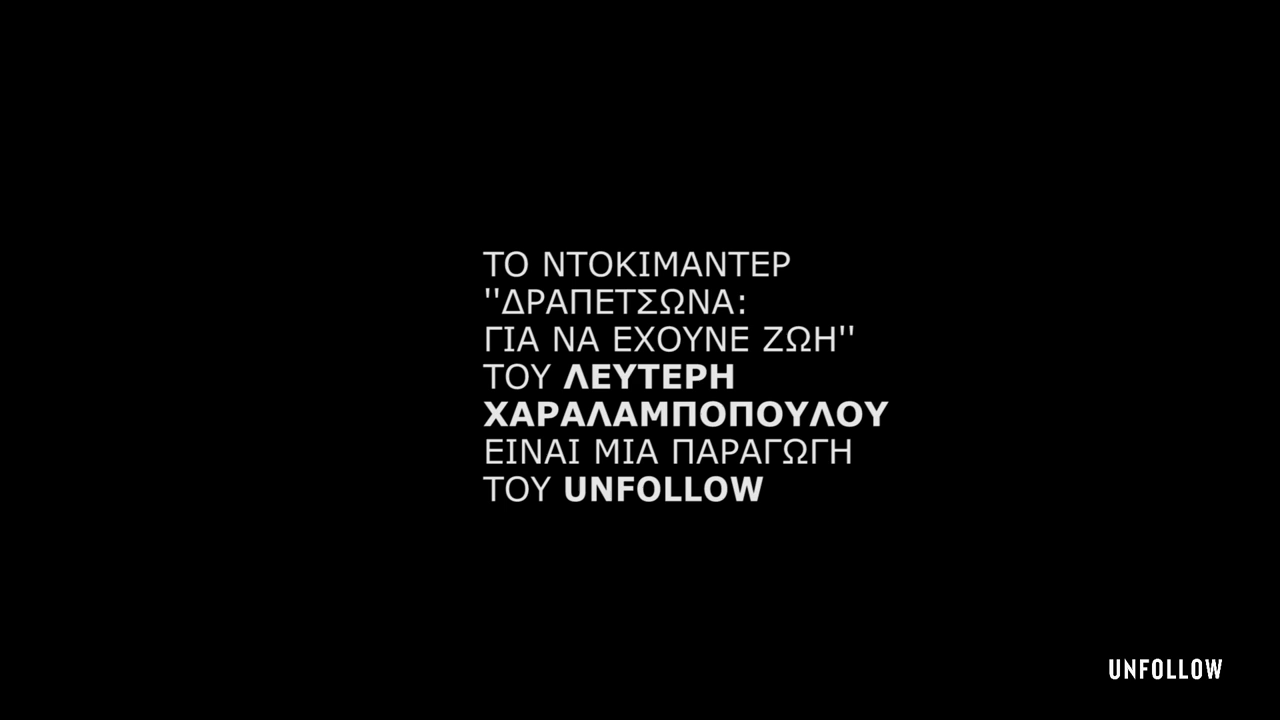 ΤΟ ΝΤΟΚΙΜΑΝΤΕΡ
''ΔΡΑΠΕΤΣΩΝΑ:
ΓΙΑ ΝΑ ΕΧΟΥΝΕ ΖΩΗ''
ΤΟΥ ΛΕΥΤΕΡΗ
ΧΑΡΑΛΑΜΠΟΠΟΥΛΟΥ
ΕΙΝΑΙ ΜΙΑ ΠΑΡΑΓΩΓΗ
ΤΟΥ UNFOLLOW
UNFOLLOW